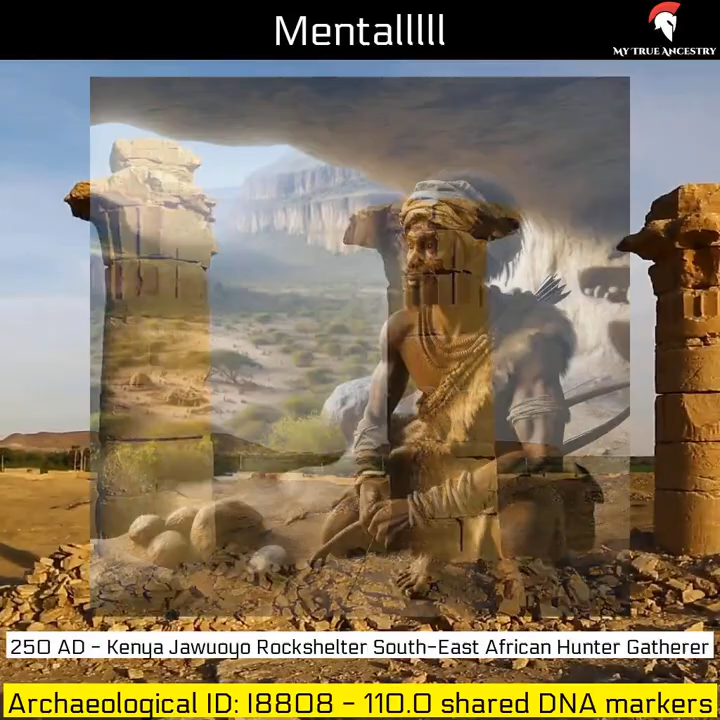 Mentalllll
MY TRUE ANCESTRY
250 AD - Kenya Jawuoyo Rockshelter South-East African Hunter Gatherer
Archaeological ID: I8808 - 110.0 shared DNA markers